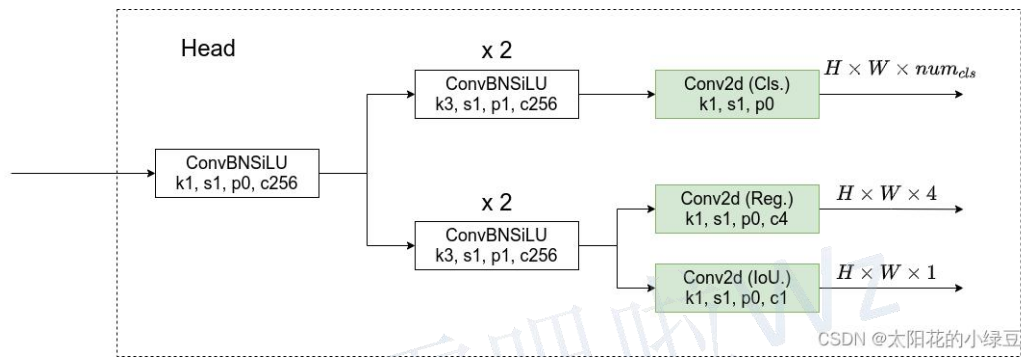 Head
x 2
ConvBNSiLU
k3, s1, p1, c256
Conv2d (Cls.)
k1, s1, p0
H × W × num_cls
ConvBNSiLU
k1, s1, p0, c256
x 2
ConvBNSiLU
k3, s1, p1, c256
Conv2d (Reg.)
k1, s1, p0, c4
H × W × 4
Conv2d (IoU.)
k1, s1, p0, c1
H × W × 1
Wz
CSDN @太阳花的小绿豆